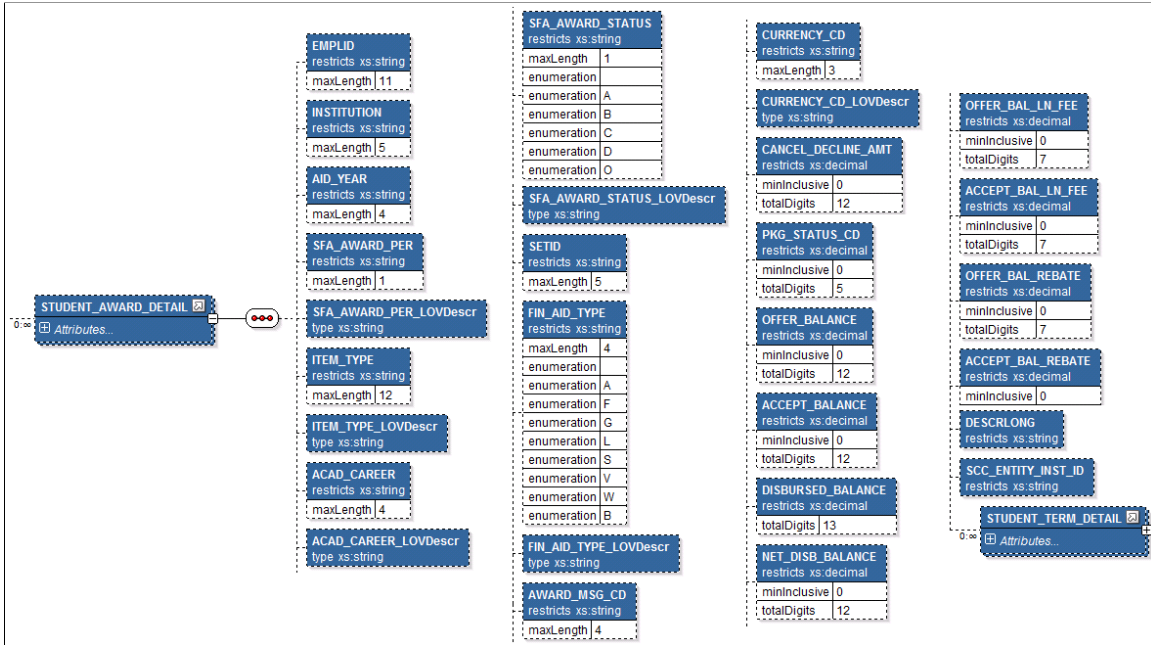 STUDENT_AWARD_DETAIL
Attributes...
0:∞
EMPLID
restricts xs:string
maxLength 11
INSTITUTION
restricts xs:string
maxLength 5
AID_YEAR
restricts xs:string
maxLength 4
SFA_AWARD_PER
restricts xs:string
maxLength 1
SFA_AWARD_PER_LOVDescr
type xs:string
ITEM_TYPE
restricts xs:string
maxLength 12
ITEM_TYPE_LOVDescr
type xs:string
ACAD_CAREER
restricts xs:string
maxLength 4
ACAD_CAREER_LOVDescr
type xs:string
SFA_AWARD_STATUS
restricts xs:string
maxLength 1
enumeration
enumeration A
enumeration B
enumeration C
enumeration D
enumeration O
SFA_AWARD_STATUS_LOVDescr
type xs:string
SETID
restricts xs:string
maxLength 5
FIN_AID_TYPE
restricts xs:string
maxLength 4
enumeration
enumeration A
enumeration F
enumeration G
enumeration L
enumeration S
enumeration V
enumeration W
enumeration B
FIN_AID_TYPE_LOVDescr
type xs:string
AWARD_MSG_CD
restricts xs:string
maxLength 4
CURRENCY_CD
restricts xs:string
maxLength 3
CURRENCY_CD_LOVDescr
type xs:string
CANCEL_DECLINE_AMT
restricts xs:decimal
minInclusive 0
totalDigits 12
PKG_STATUS_CD
restricts xs:decimal
minInclusive 0
totalDigits 5
OFFER_BALANCE
restricts xs:decimal
minInclusive 0
totalDigits 12
ACCEPT_BALANCE
restricts xs:decimal
minInclusive 0
totalDigits 12
DISBURSED_BALANCE
restricts xs:decimal
totalDigits 13
NET_DISB_BALANCE
restricts xs:decimal
minInclusive 0
totalDigits 12
OFFER_BAL_LN_FEE
restricts xs:decimal
minInclusive 0
totalDigits 7
ACCEPT_BAL_LN_FEE
restricts xs:decimal
minInclusive 0
totalDigits 7
OFFER_BAL_REBATE
restricts xs:decimal
minInclusive 0
totalDigits 7
ACCEPT_BAL_REBATE
restricts xs:decimal
minInclusive 0
DESCRLONG
restricts xs:string
SCC_ENTITY_INST_ID
restricts xs:string
STUDENT_TERM_DETAIL
0:∞
Attributes...